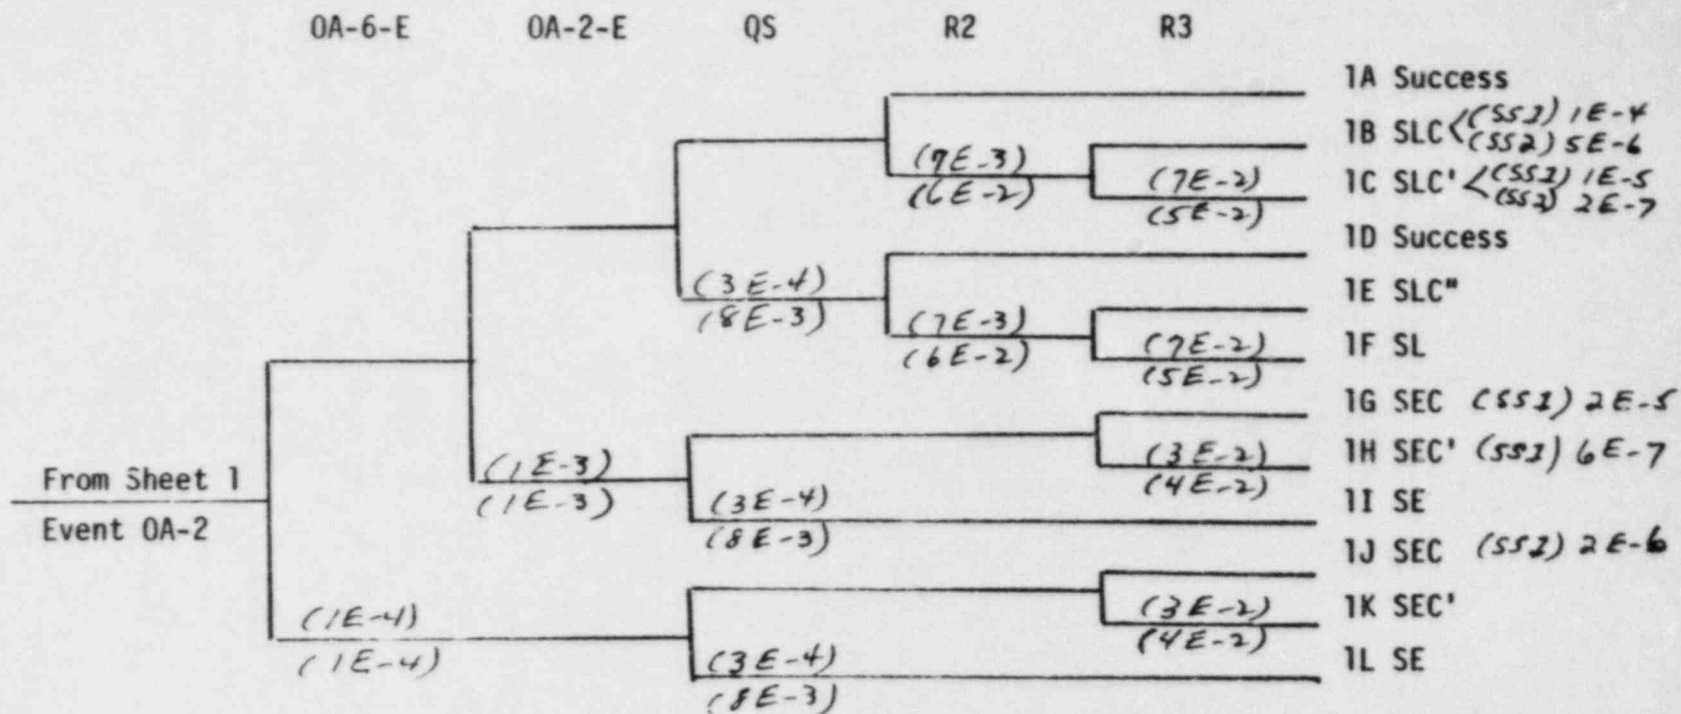 OA-6-E OA-2-E QS R2 R3
1A Success
1B SLC (SS1) 1E-4
(SS2) 5E-6
(7E-3)
(6E-2)
1C SLC' (SS1) 1E-5
(SS2) 2E-7
(7E-2)
(5E-2)
1D Success
(3E-4)
(8E-3)
1E SLC"
(7E-3)
(6E-2)
1F SL
(7E-2)
(5E-2)
1G SEC (SS1) 2E-5
From Sheet 1
Event OA-2
(1E-3)
(1E-3)
1H SEC' (SS1) 6E-7
(3E-2)
(4E-2)
(3E-4)
(8E-3)
1I SE
1J SEC (SS1) 2E-6
(1E-4)
(1E-4)
1K SEC'
(3E-2)
(4E-2)
(3E-4)
(8E-3)
1L SE